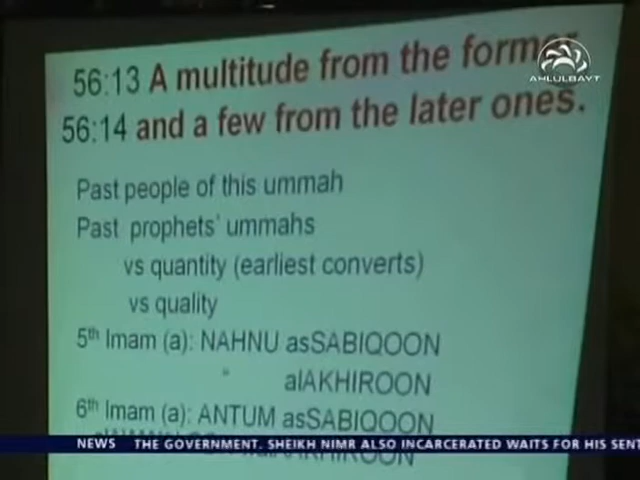 56:13 A multitude from the former
AHLULBAYT
56:14 and a few from the later ones.
Past people of this ummah
Past prophets' ummahs
vs quantity (earliest converts)
vs quality
5th Imam (a): NAHNU asSABIQOON
alAKHIROON
6th Imam (a): ANTUM asSABIQOON
NEWS THE GOVERNMENT. SHEIKH NIMR ALSO INCARCERATED WAITS FOR HIS SENT